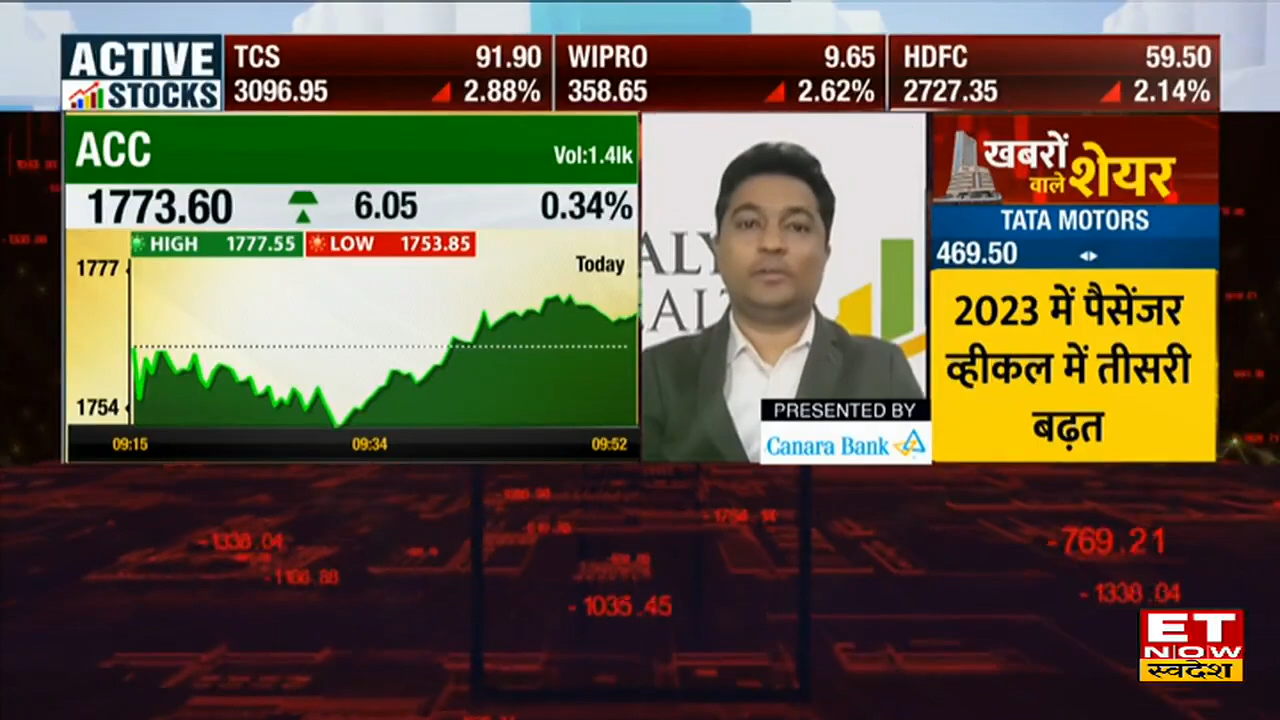 ACTIVE
STOCKS
TCS 91.90
3096.95 2.88%
WIPRO 9.65
358.65 2.62%
HDFC 59.50
2727.35 2.14%
ACC
Vol:1.4lk
1773.60 6.05 0.34%
HIGH 1777.55 LOW 1753.85
Today
1777
1754
09:15 09:34 09:52
PRESENTED BY
Canara Bank
खबरों
वाले शेयर
TATA MOTORS
469.50
2023 में पैसेंजर
व्हीकल में तीसरी
बढ़त
-1338.04
-769.21
-1035.45
-1338.04
ET
NOW
स्वदेश